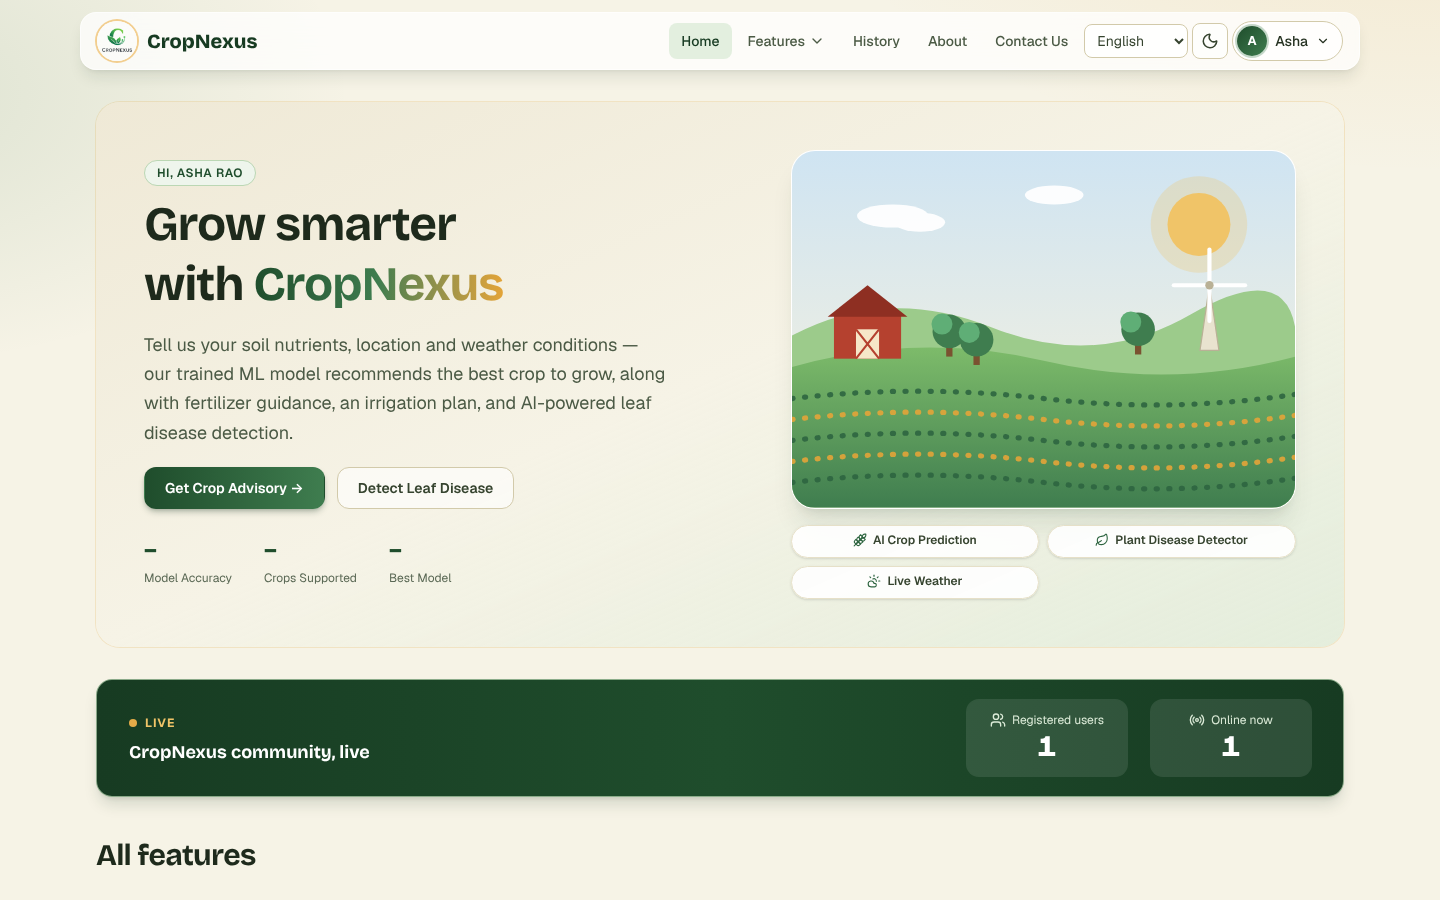 CROPNEXUS
CropNexus
Home
Features
History
About
Contact Us
English
A
Asha
HI, ASHA RAO
Grow smarter
with CropNexus
Tell us your soil nutrients, location and weather conditions —
our trained ML model recommends the best crop to grow, along
with fertilizer guidance, an irrigation plan, and AI-powered leaf
disease detection.
Get Crop Advisory →
Detect Leaf Disease
–
Model Accuracy
–
Crops Supported
–
Best Model
AI Crop Prediction
Plant Disease Detector
Live Weather
LIVE
CropNexus community, live
Registered users
1
Online now
1
All features